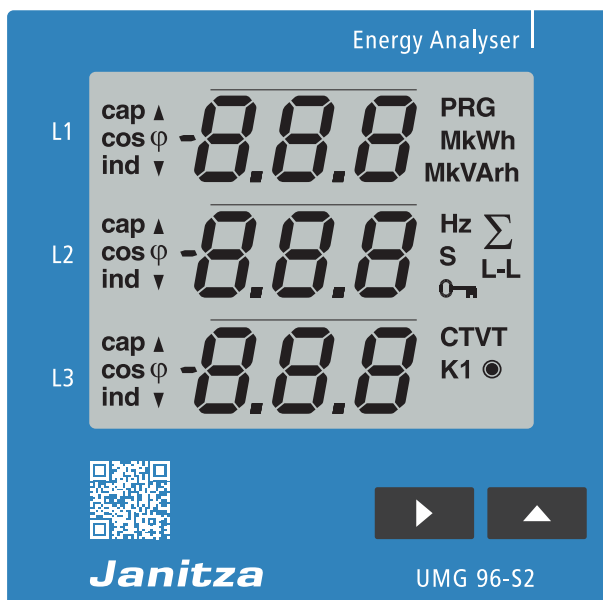 Energy Analyser
L1
cap ▲
cos φ
ind ▼
-8.8.8
PRG
MkWh
MkVArh
L2
cap ▲
cos φ
ind ▼
-8.8.8
Hz Σ
S
L-L
L3
cap ▲
cos φ
ind ▼
-8.8.8
CTVT
K1
Janitza
UMG 96-S2